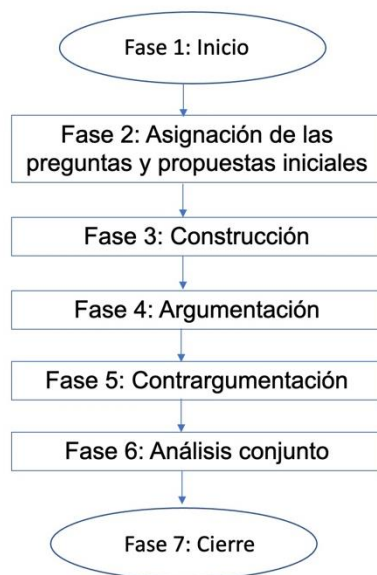 Fase 1: Inicio
Fase 2: Asignación de las
preguntas y propuestas iniciales
Fase 3: Construcción
Fase 4: Argumentación
Fase 5: Contrargumentación
Fase 6: Análisis conjunto
Fase 7: Cierre